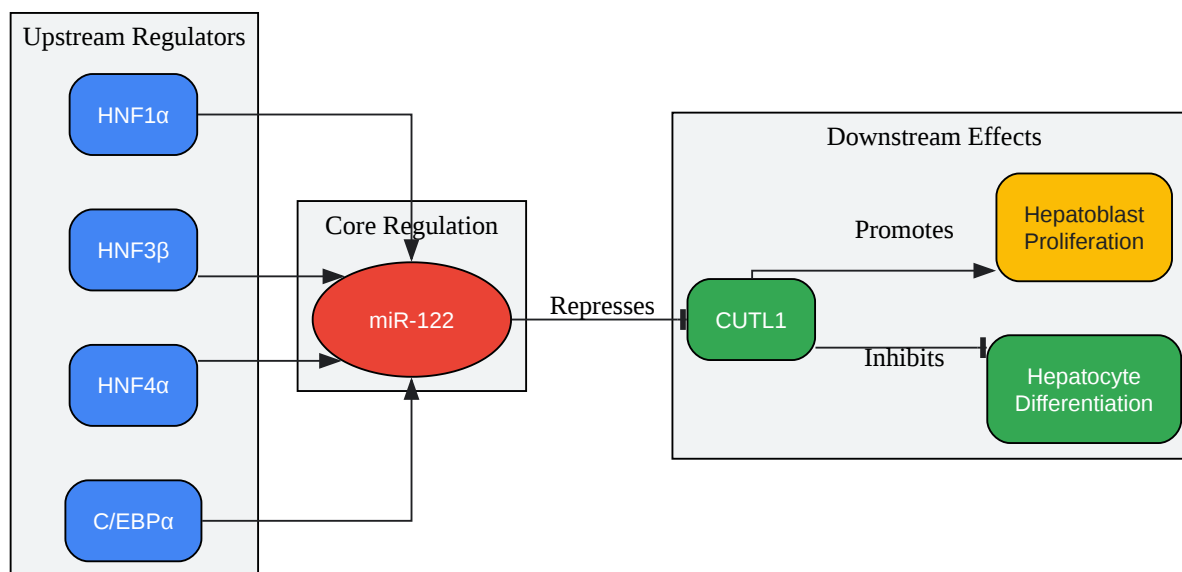 Upstream Regulators
HNF1α
HNF3β
HNF4α
C/EBPα
Core Regulation
miR-122
Represses
Downstream Effects
CUTL1
Promotes
Hepatoblast
Proliferation
Inhibits
Hepatocyte
Differentiation